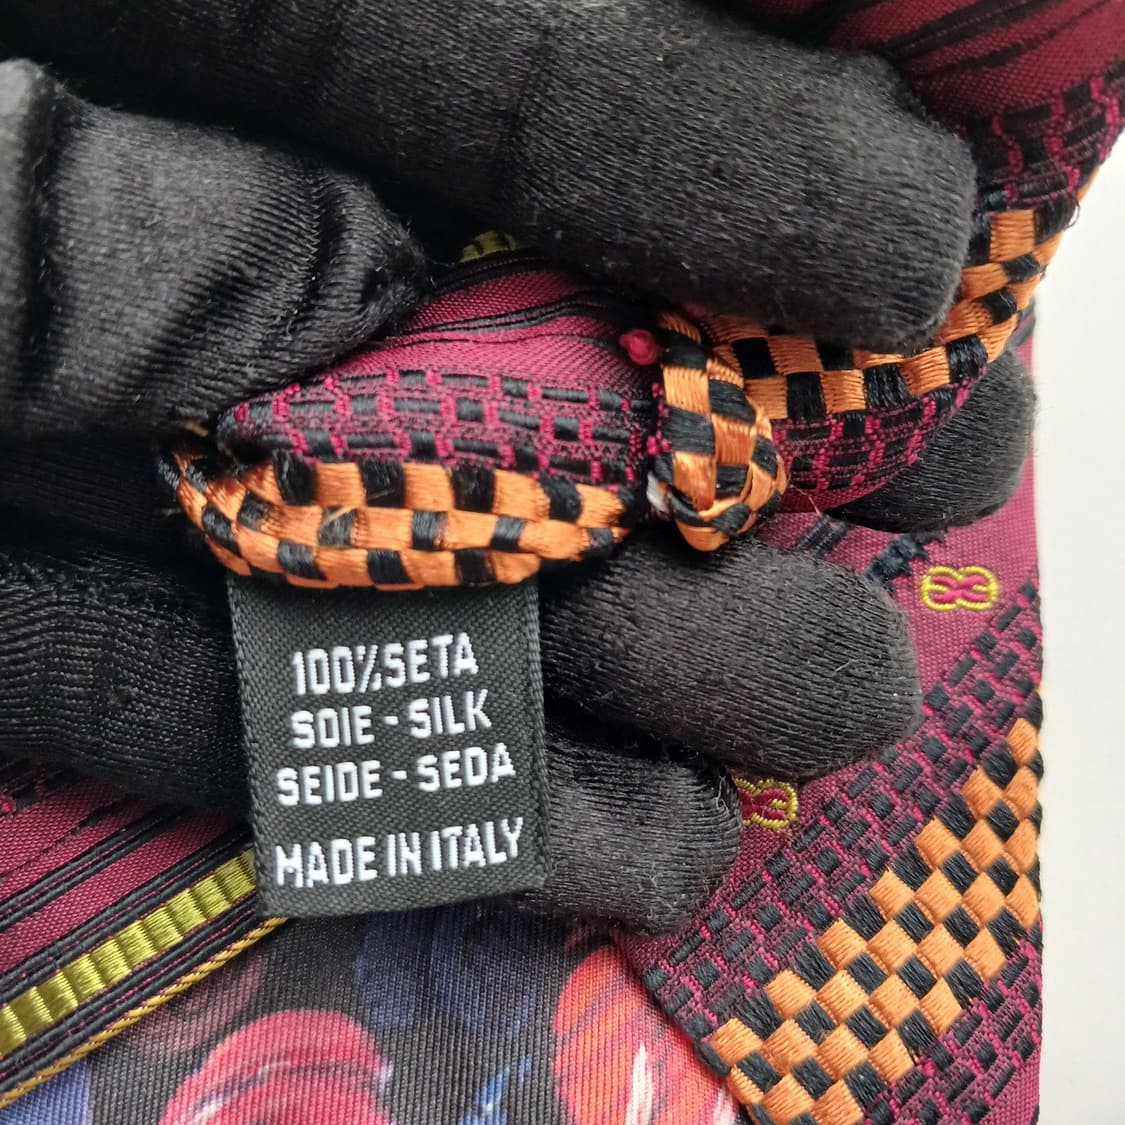 100%SETA
SOIE - SILK
SEIDE - SEDA
MADE IN ITALY